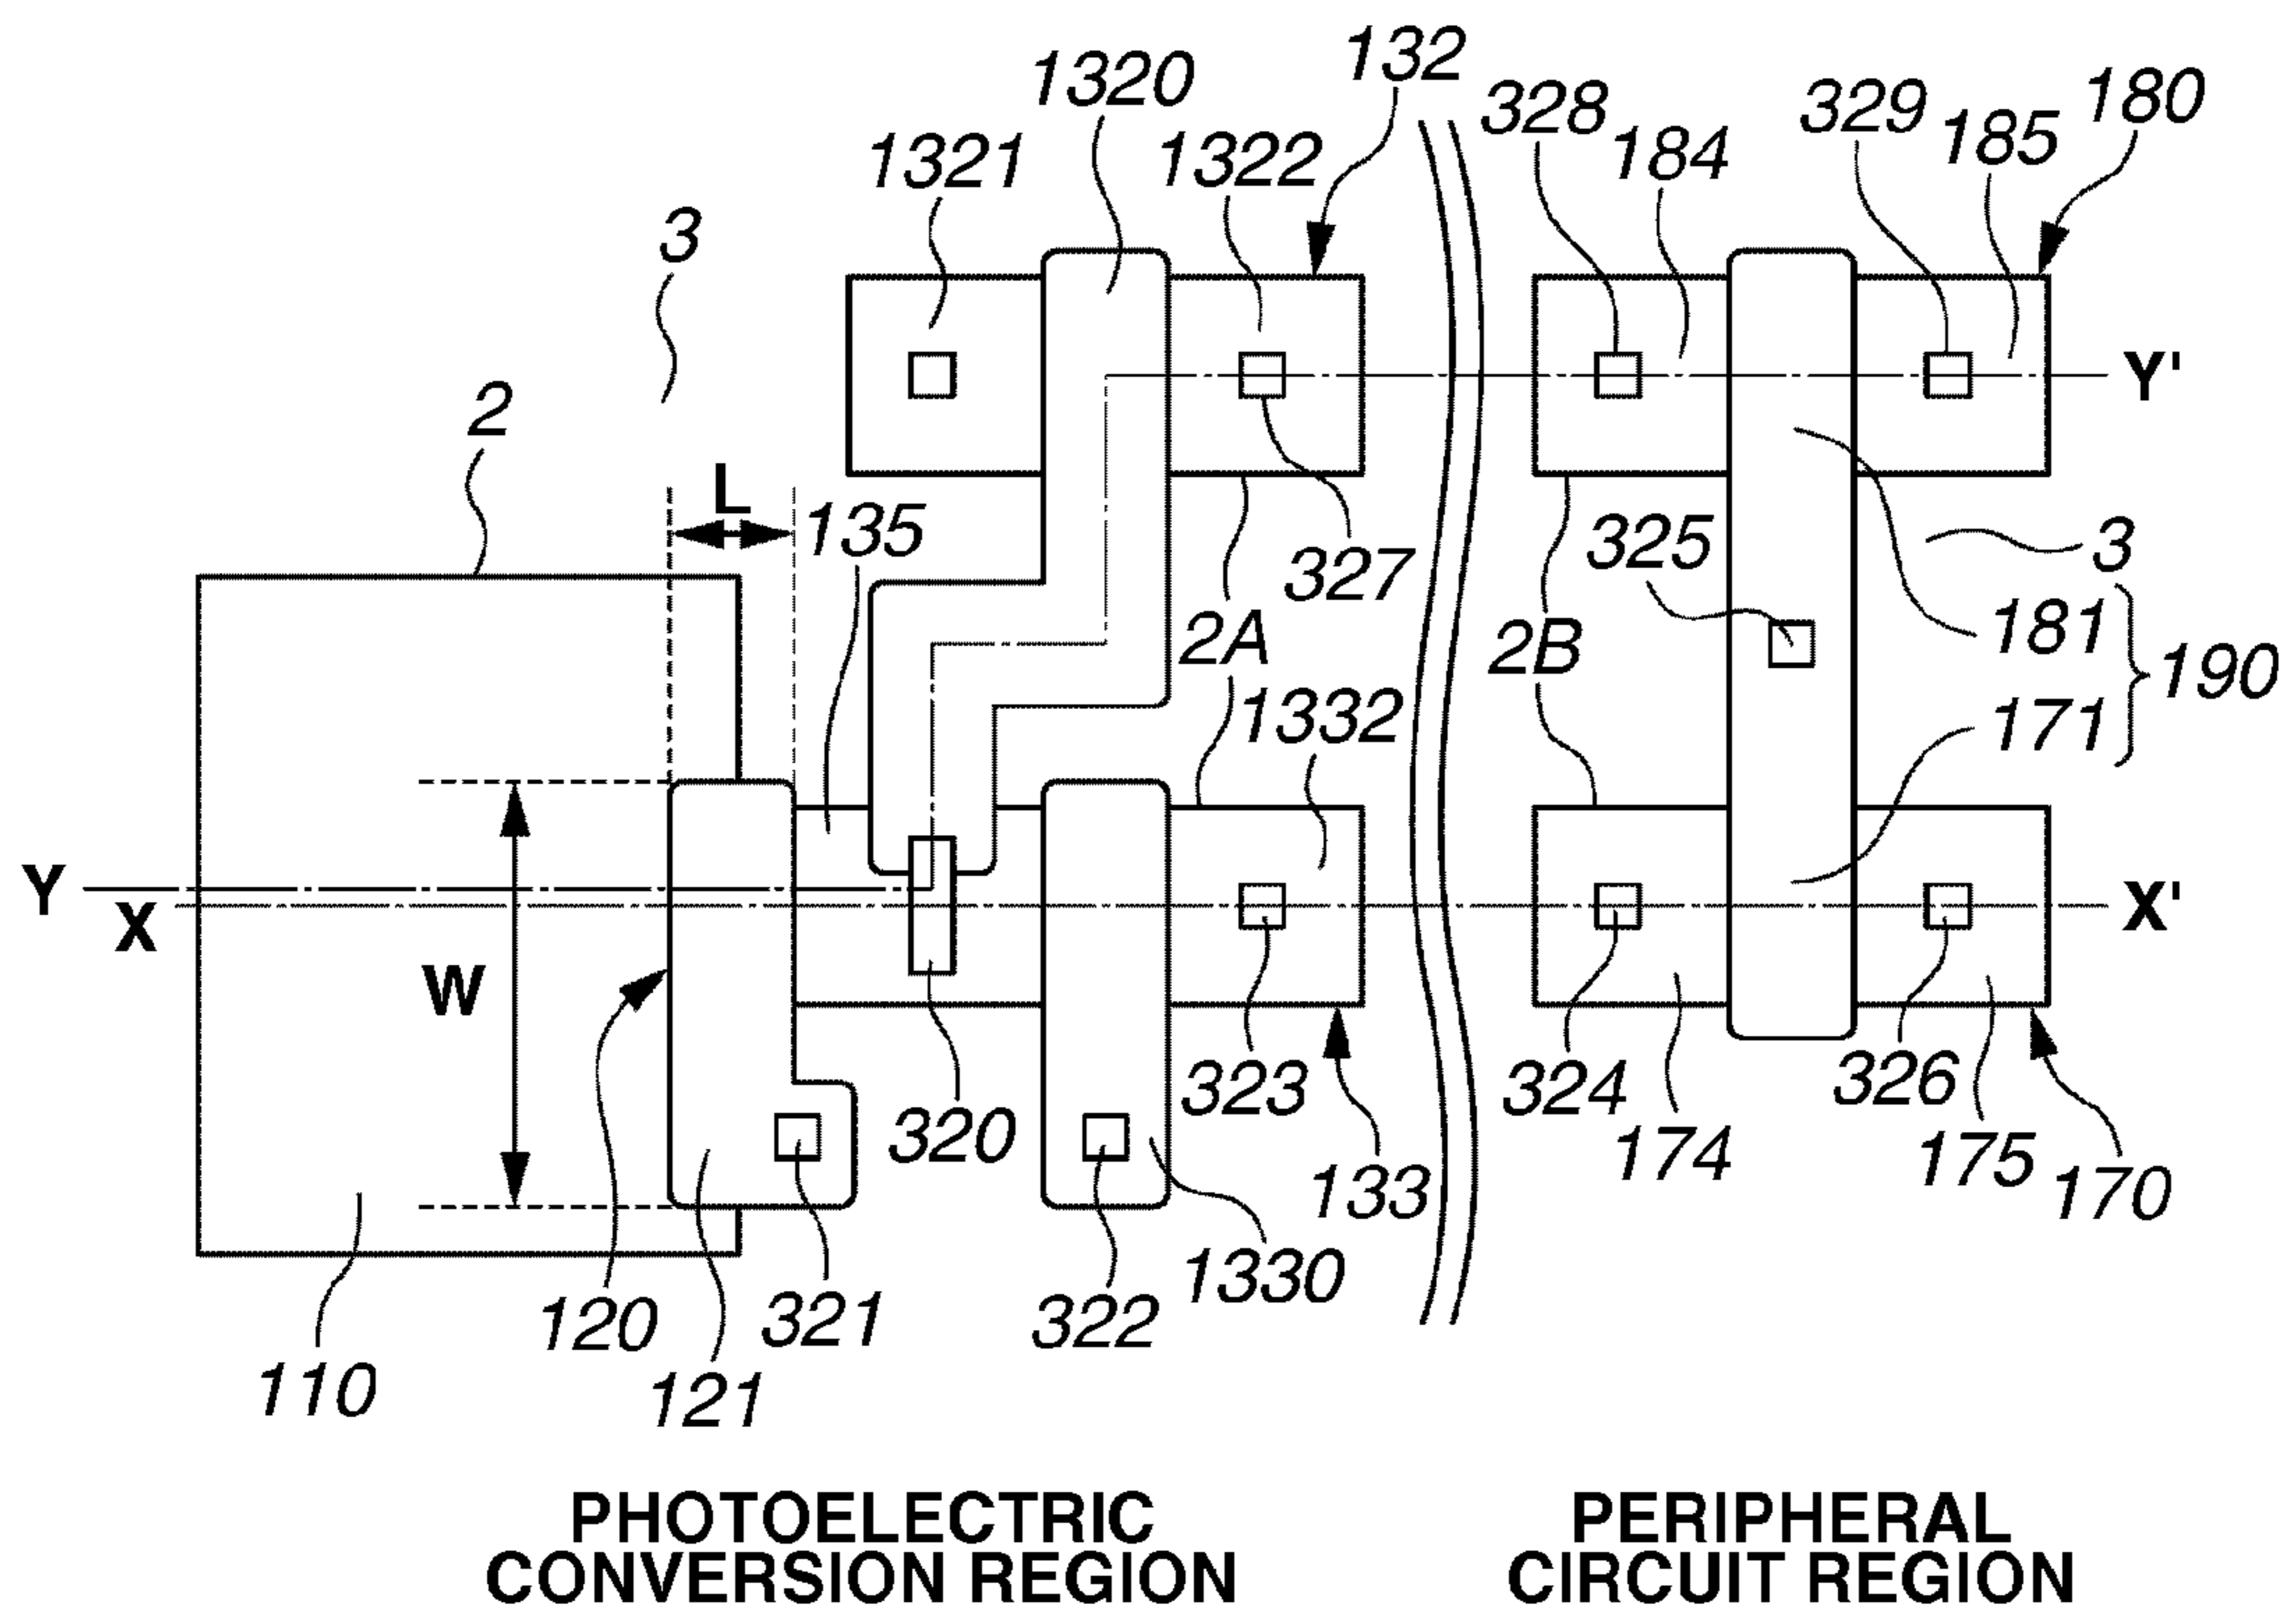 132
1320
328
329
180
1321
1322
184
185
3
Y'
2
L
135
327
325
3
2A
2B
181
190
1332
171
Y
X
X'
W
320
323
324
326
133
174
175
170
1330
120
321
322
110
121
PHOTOELECTRIC
CONVERSION REGION
PERIPHERAL
CIRCUIT REGION